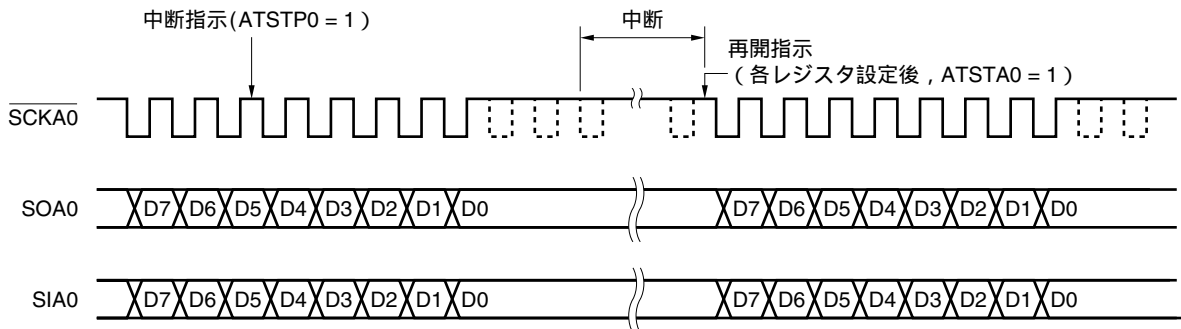 中断指示(ATSTP0 = 1 )
中断
再開指示
( 各レジスタ設定後 , ATSTA0 = 1 )
SCKA0
SOA0 D7 D6 D5 D4 D3 D2 D1 D0 D7 D6 D5 D4 D3 D2 D1 D0
SIA0 D7 D6 D5 D4 D3 D2 D1 D0 D7 D6 D5 D4 D3 D2 D1 D0